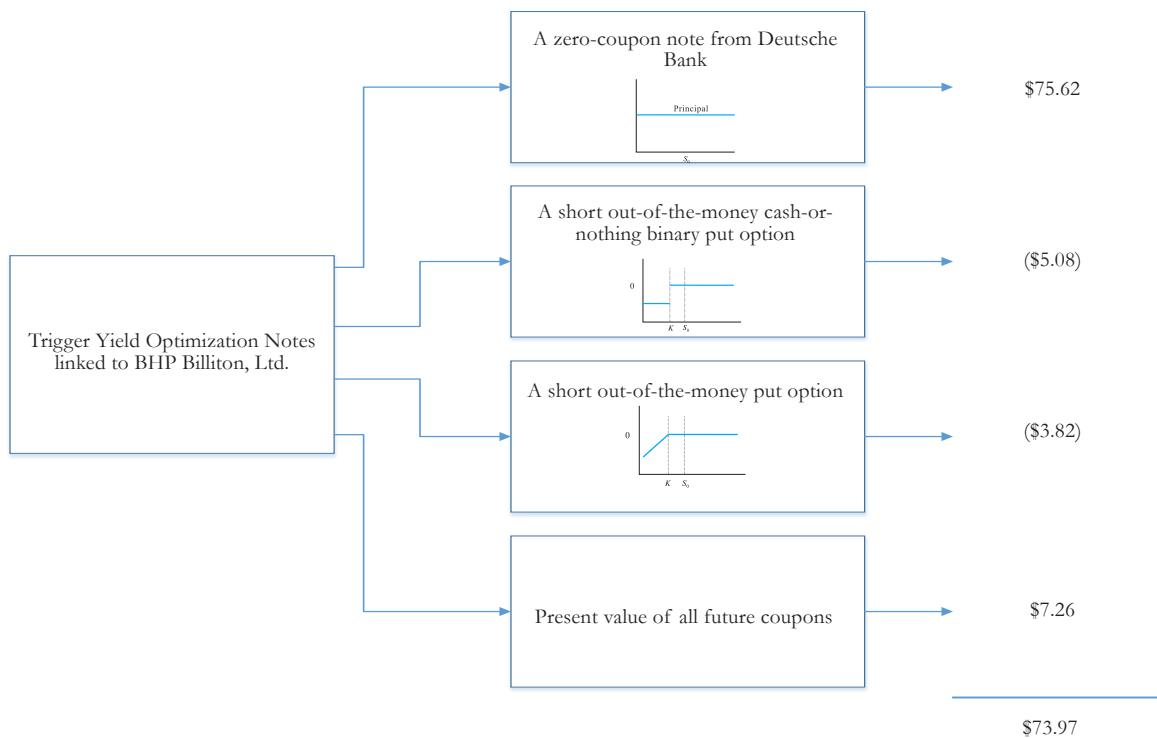 A zero-coupon note from Deutsche
Bank
Principal
S₀
$75.62
A short out-of-the-money cash-or-
nothing binary put option
0
K
S₀
($5.08)
Trigger Yield Optimization Notes
linked to BHP Billiton, Ltd.
A short out-of-the-money put option
0
K
S₀
($3.82)
Present value of all future coupons
$7.26
$73.97